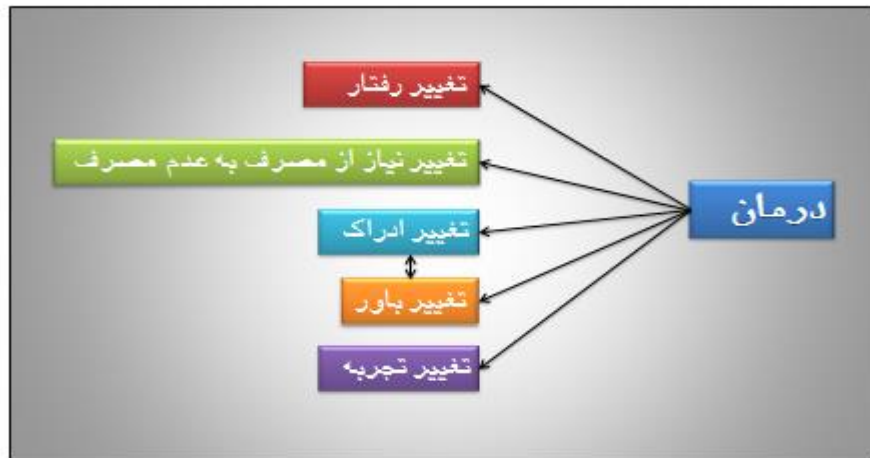 درمان
تغییر رفتار
تغییر نیاز از مصرف به عدم مصرف
تغییر ادراک
تغییر باور
تغییر تجربه